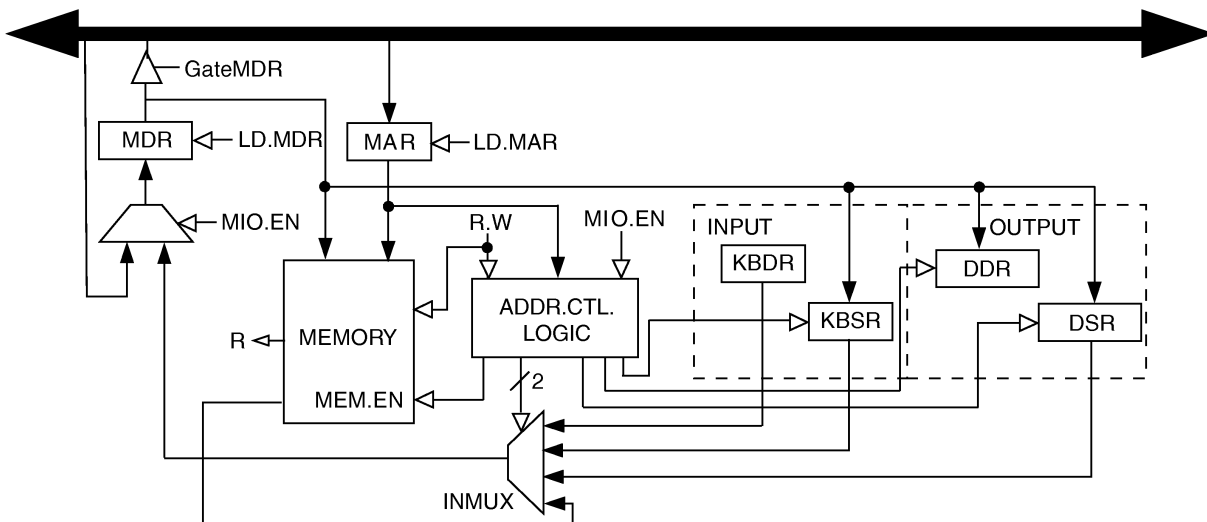 GateMDR
MDR
LD.MDR
MAR
LD.MAR
MIO.EN
R.W
MIO.EN
INPUT
OUTPUT
KBDR
DDR
ADDR.CTL.
LOGIC
KBSR
DSR
R
MEMORY
2
MEM.EN
INMUX